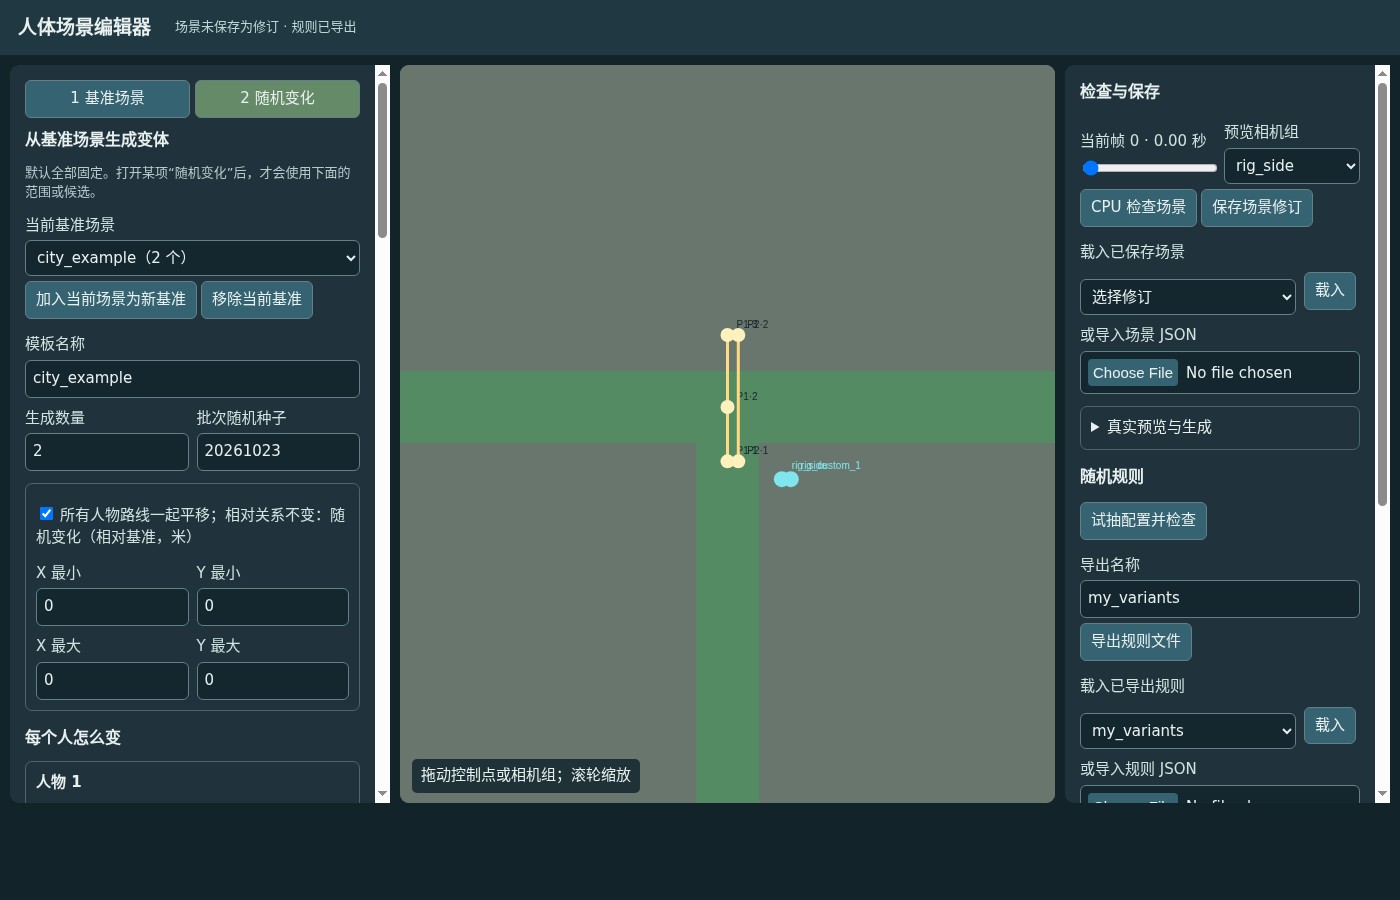 人体场景编辑器
场景未保存为修订 · 规则已导出
1 基准场景
2 随机变化
从基准场景生成变体
默认全部固定。打开某项“随机变化”后，才会使用下面的
范围或候选。
当前基准场景
city_example（2 个）
加入当前场景为新基准
移除当前基准
模板名称
city_example
生成数量
批次随机种子
2
20261023
所有人物路线一起平移；相对关系不变：随
机变化（相对基准，米）
X 最小
Y 最小
0
0
X 最大
Y 最大
0
0
每个人怎么变
人物 1
P1-2
拖动控制点或相机组；滚轮缩放
检查与保存
当前帧 0 · 0.00 秒
预览相机组
rig_side
CPU 检查场景
保存场景修订
载入已保存场景
选择修订
载入
或导入场景 JSON
Choose File No file chosen
真实预览与生成
随机规则
试抽配置并检查
导出名称
my_variants
导出规则文件
载入已导出规则
my_variants
载入
或导入规则 JSON